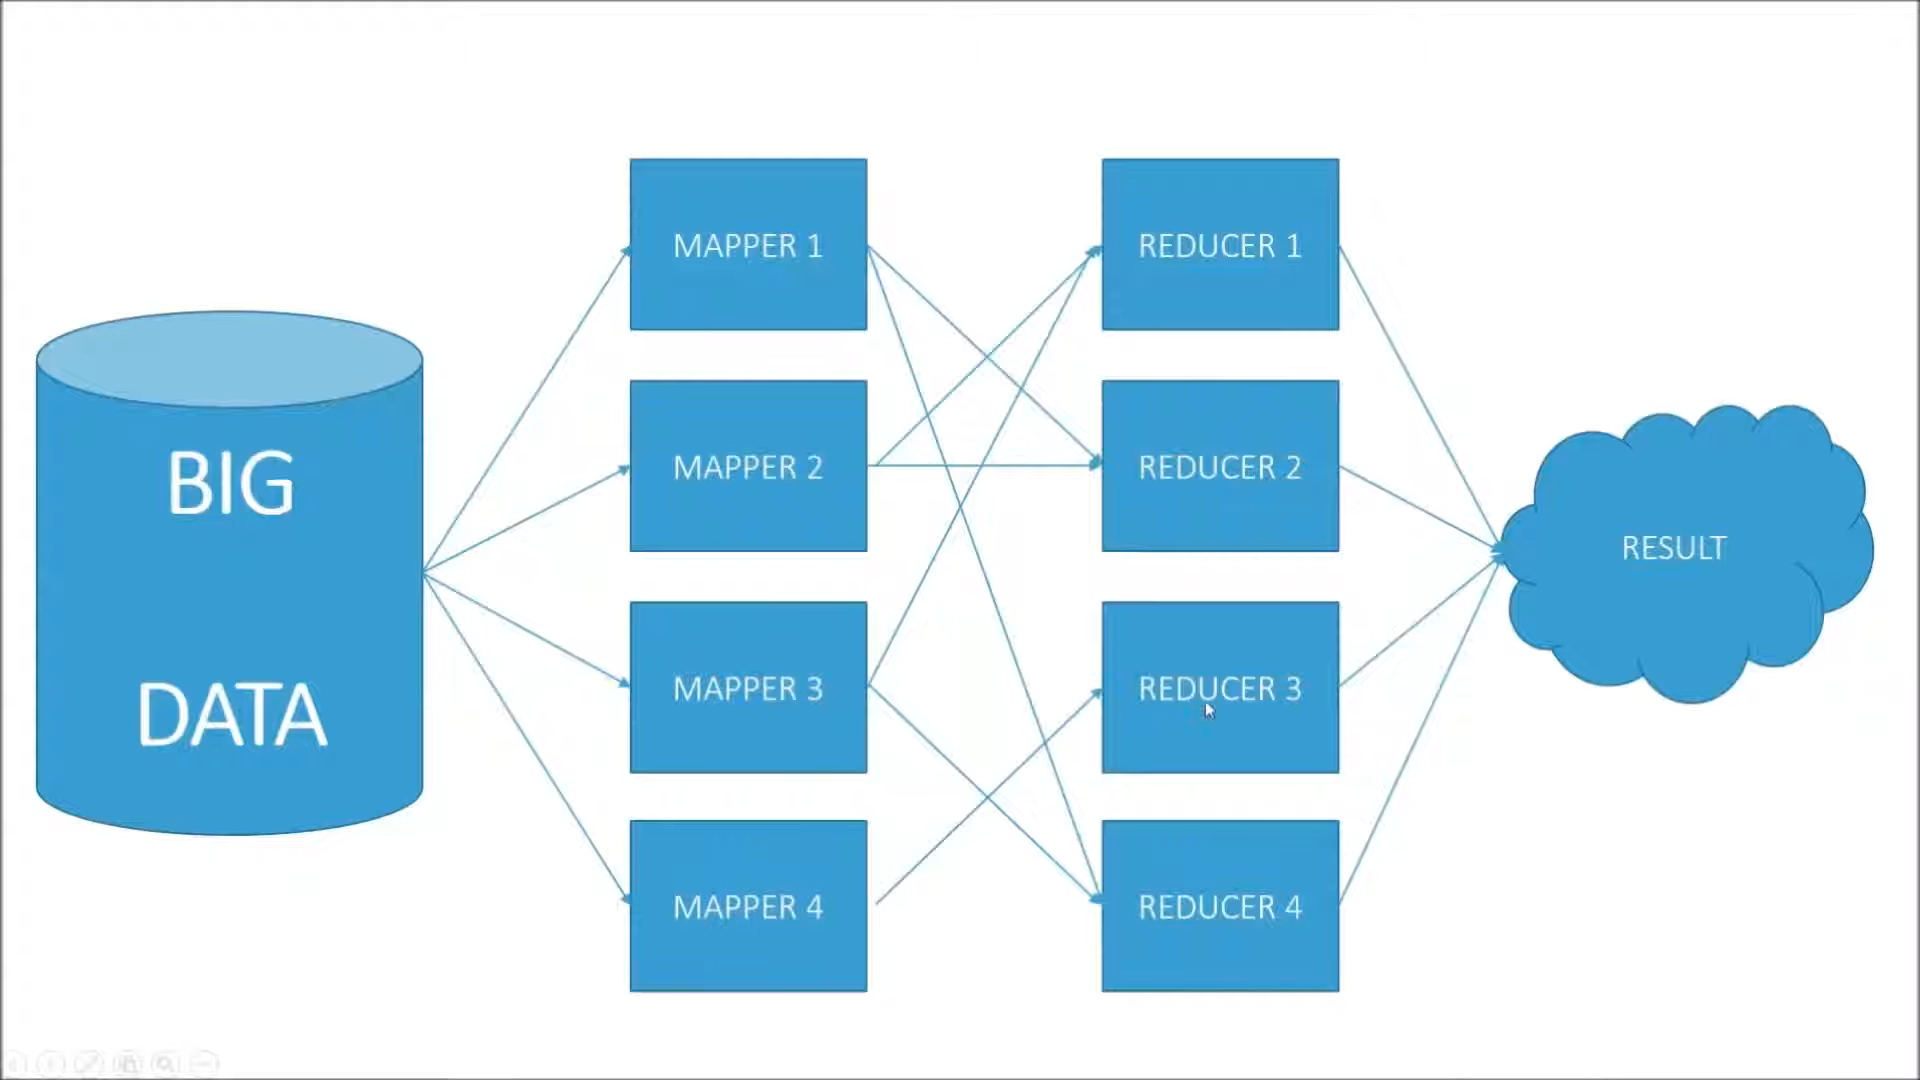 BIG
DATA
MAPPER 1
MAPPER 2
MAPPER 3
MAPPER 4
REDUCER 1
REDUCER 2
REDUCER 3
REDUCER 4
RESULT